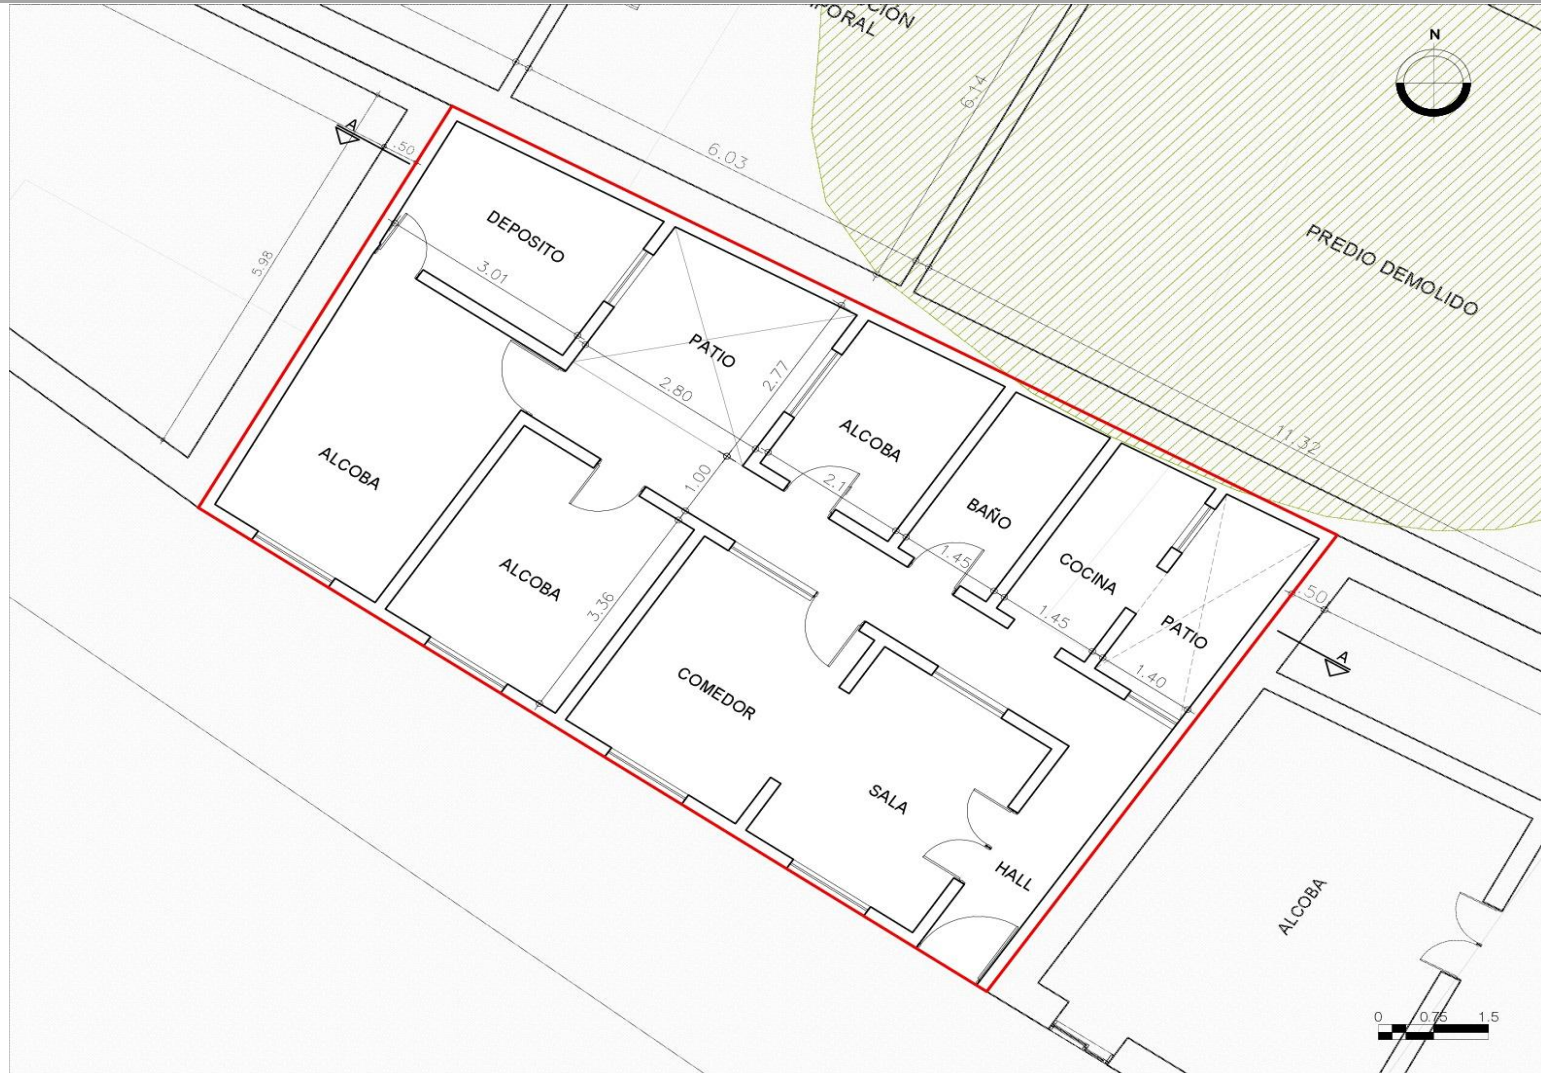 CIÓN
PORAL
N
6.14
A
.50
6.03
5.98
DEPOSITO
3.01
PREDIO DEMOLIDO
PATIO
2.77
2.80
ALCOBA
11.32
ALCOBA
1.00
2.1
BAÑO
1.45
COCINA
ALCOBA
3.36
1.45
.50
PATIO
A
1.40
COMEDOR
SALA
HALL
ALCOBA
0 0.75 1.5